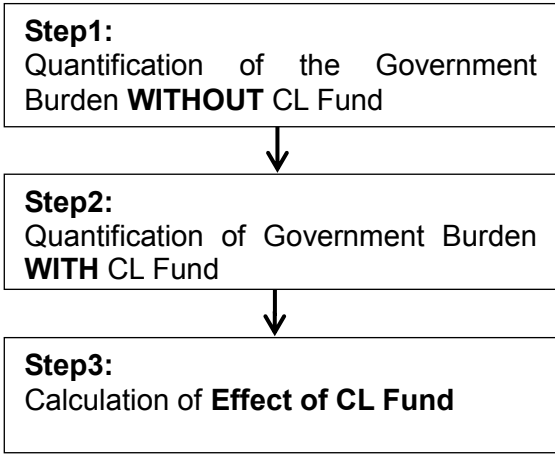 Step1:
Quantification of the Government
Burden WITHOUT CL Fund
Step2:
Quantification of Government Burden
WITH CL Fund
Step3:
Calculation of Effect of CL Fund